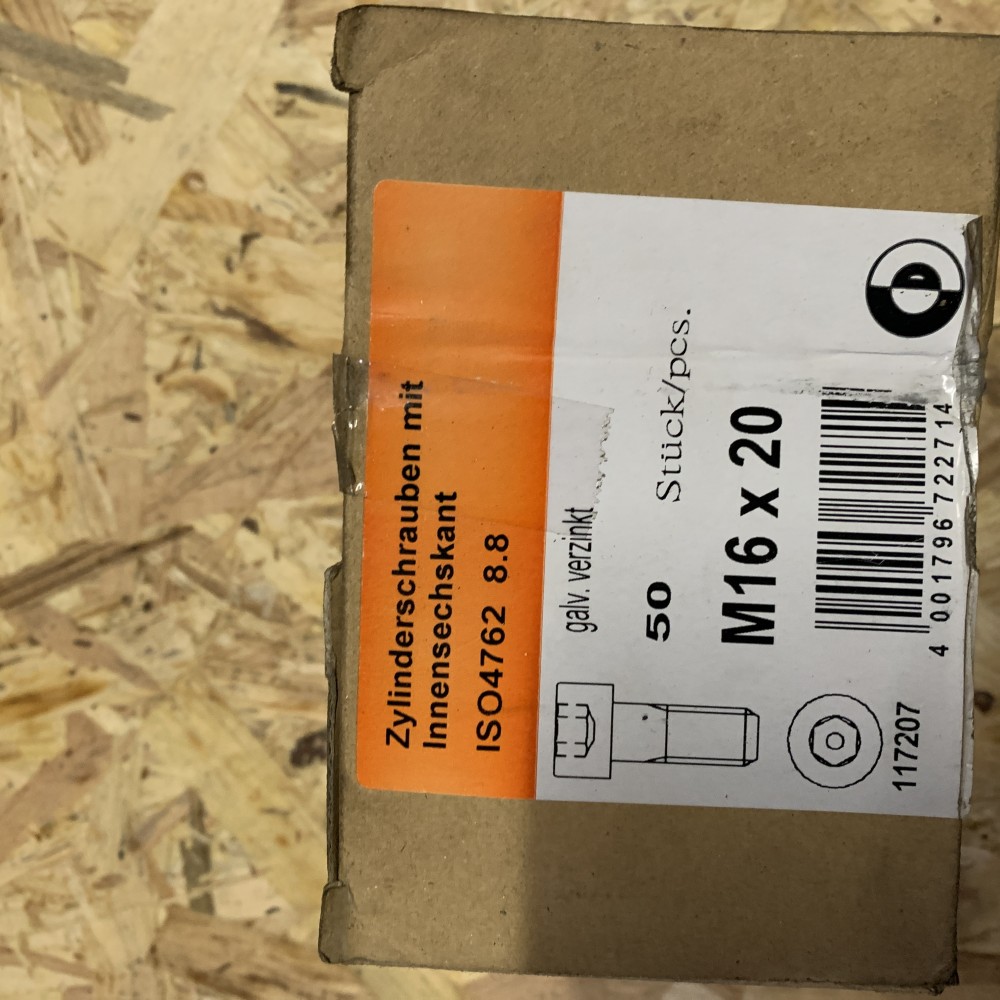 Zylinderschrauben mit
Innensechskant
ISO4762 8.8
galv. verzinkt
50 Stück/pcs.
M16 x 20
4 001796 722714
117207